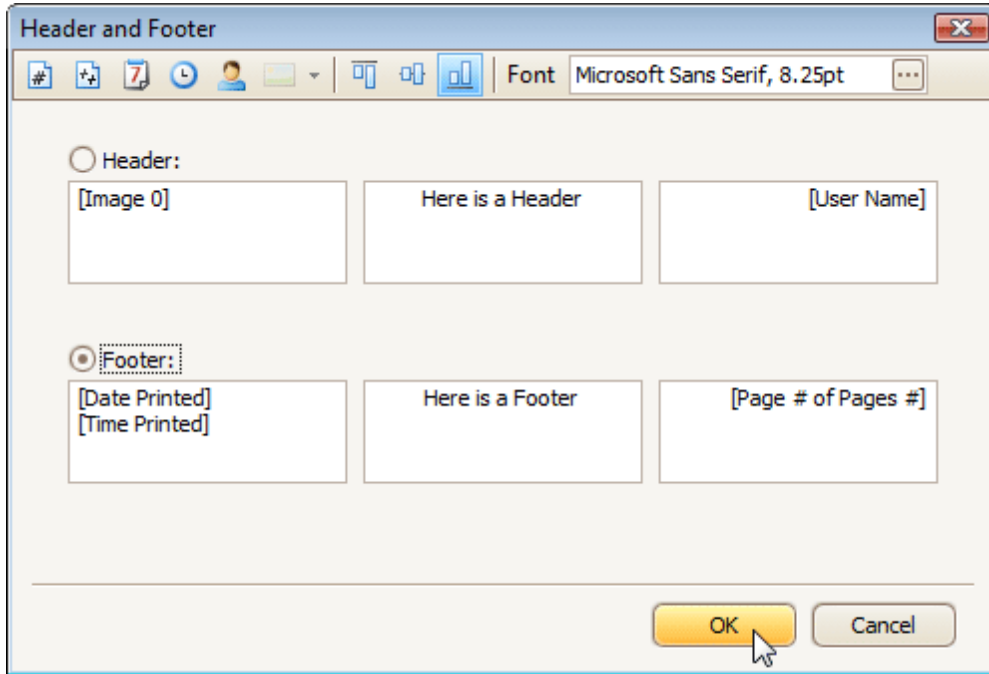 Header and Footer
Font Microsoft Sans Serif, 8.25pt ...
Header:
[Image 0] Here is a Header [User Name]
Footer:
[Date Printed] Here is a Footer [Page # of Pages #]
[Time Printed]
OK Cancel